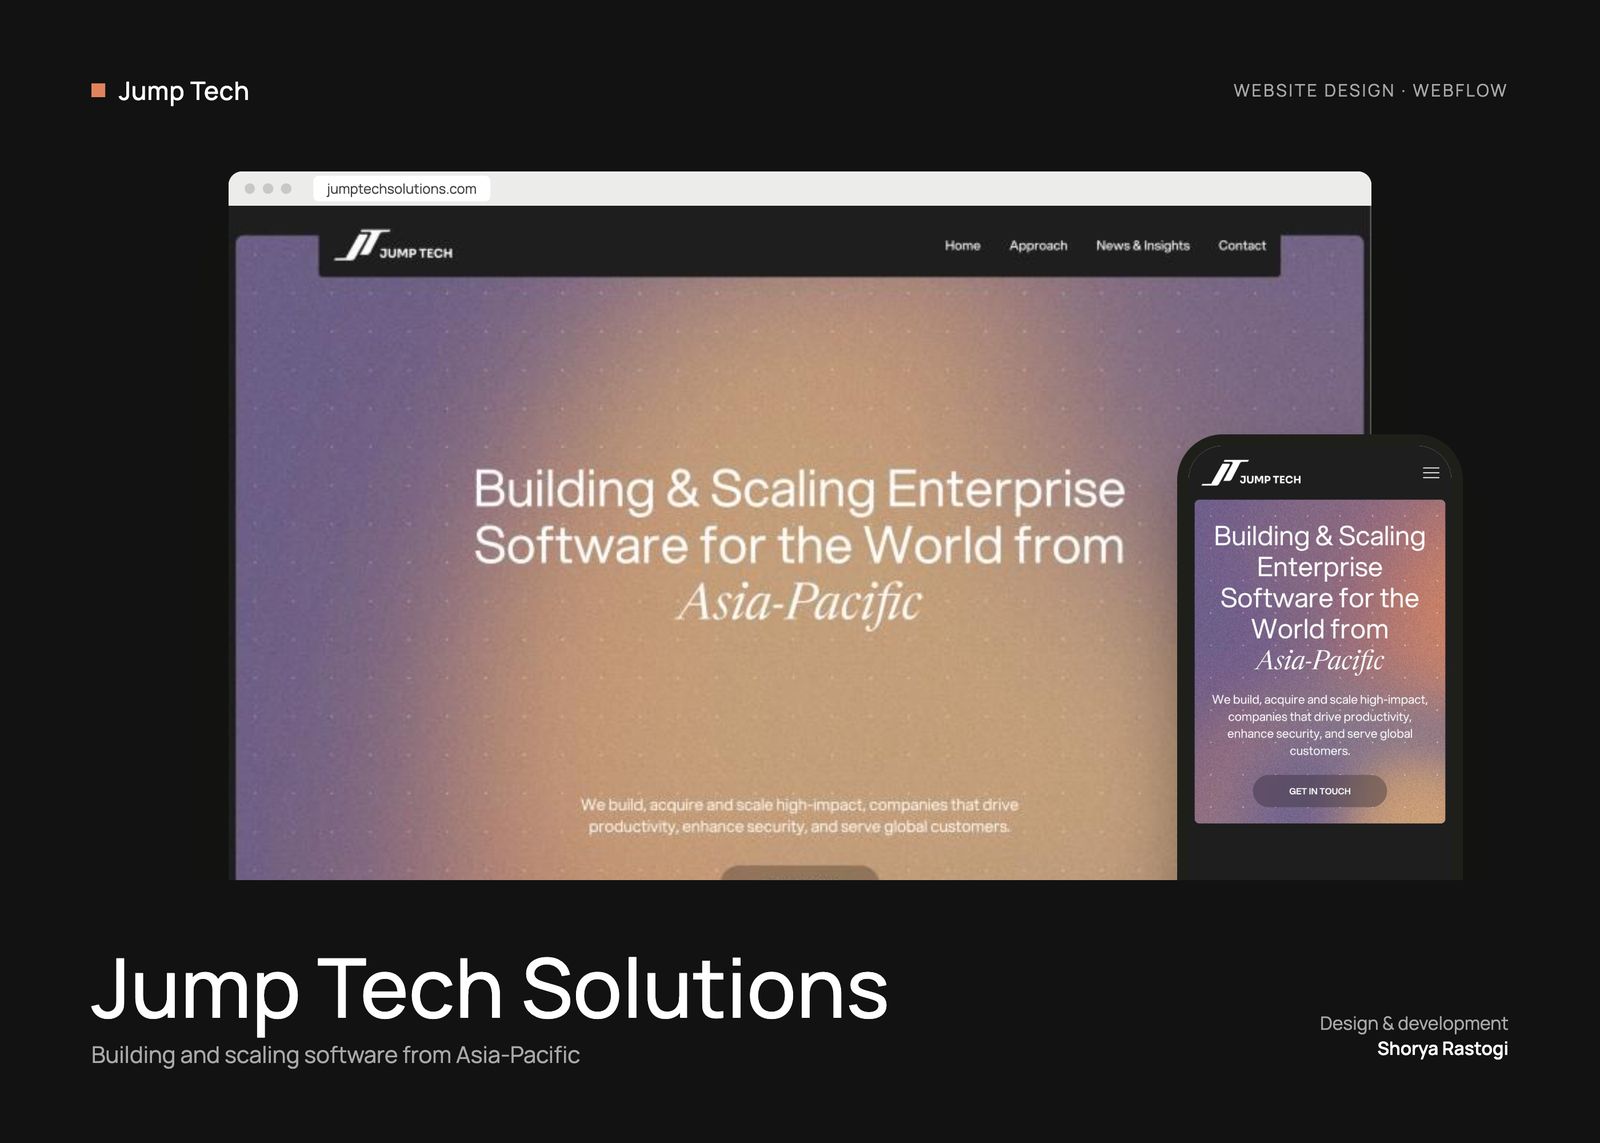 Jump Tech
WEBSITE DESIGN · WEBFLOW
jumptechsolutions.com
JT JUMP TECH
Home Approach News & Insights Contact
Building & Scaling Enterprise
Software for the World from
Asia-Pacific
We build, acquire and scale high-impact, companies that drive
productivity, enhance security, and serve global customers.
JT JUMP TECH
Building & Scaling
Enterprise
Software for the
World from
Asia-Pacific
We build, acquire and scale high-impact,
companies that drive productivity,
enhance security, and serve global
customers.
GET IN TOUCH
Jump Tech Solutions
Building and scaling software from Asia-Pacific
Design & development
Shorya Rastogi